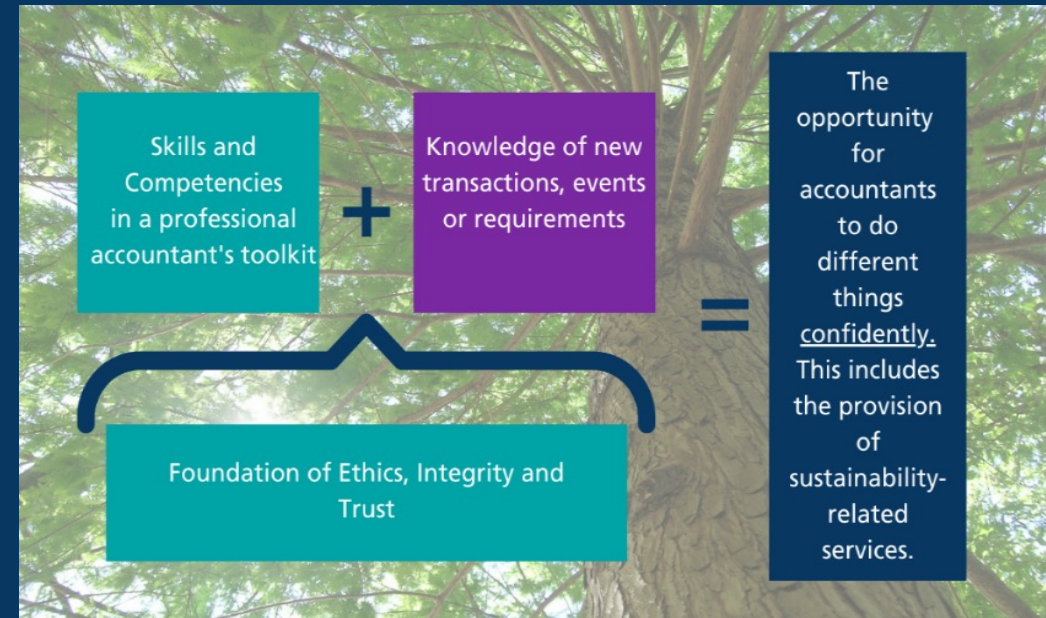 Skills and
Competencies
in a professional
accountant's toolkit
+
Knowledge of new
transactions, events
or requirements
=
The
opportunity
for
accountants
to do
different
things
confidently.
This includes
the provision
of
sustainability-
related
services.
Foundation of Ethics, Integrity and
Trust